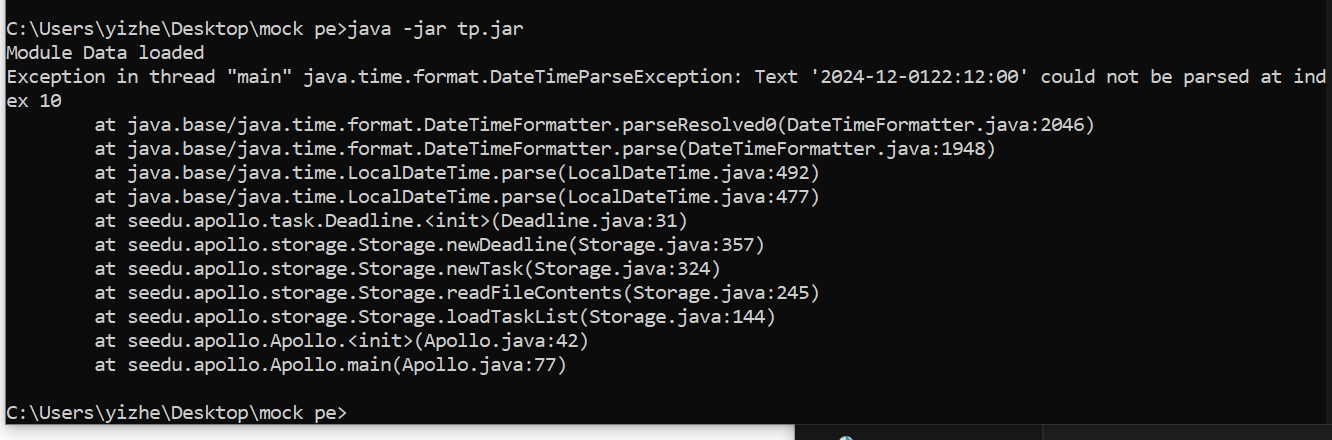 C:\Users\yizhe\Desktop\mock pe>java -jar tp.jar
Module Data loaded
Exception in thread "main" java.time.format.DateTimeParseException: Text '2024-12-0122:12:00' could not be parsed at ind
ex 10
        at java.base/java.time.format.DateTimeFormatter.parseResolved0(DateTimeFormatter.java:2046)
        at java.base/java.time.format.DateTimeFormatter.parse(DateTimeFormatter.java:1948)
        at java.base/java.time.LocalDateTime.parse(LocalDateTime.java:492)
        at java.base/java.time.LocalDateTime.parse(LocalDateTime.java:477)
        at seedu.apollo.task.Deadline.<init>(Deadline.java:31)
        at seedu.apollo.storage.Storage.newDeadline(Storage.java:357)
        at seedu.apollo.storage.Storage.newTask(Storage.java:324)
        at seedu.apollo.storage.Storage.readFileContents(Storage.java:245)
        at seedu.apollo.storage.Storage.loadTaskList(Storage.java:144)
        at seedu.apollo.Apollo.<init>(Apollo.java:42)
        at seedu.apollo.Apollo.main(Apollo.java:77)
C:\Users\yizhe\Desktop\mock pe>